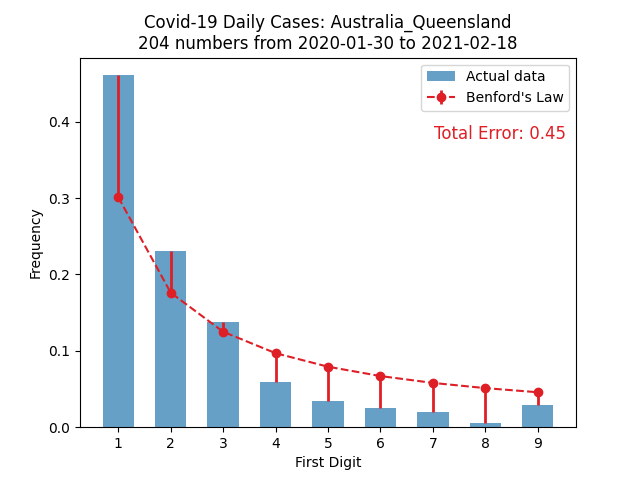 Covid-19 Daily Cases: Australia_Queensland
204 numbers from 2020-01-30 to 2021-02-18
Actual data
Benford's Law
Total Error: 0.45
Frequency
0.4
0.3
0.2
0.1
0.0
1 2 3 4 5 6 7 8 9
First Digit